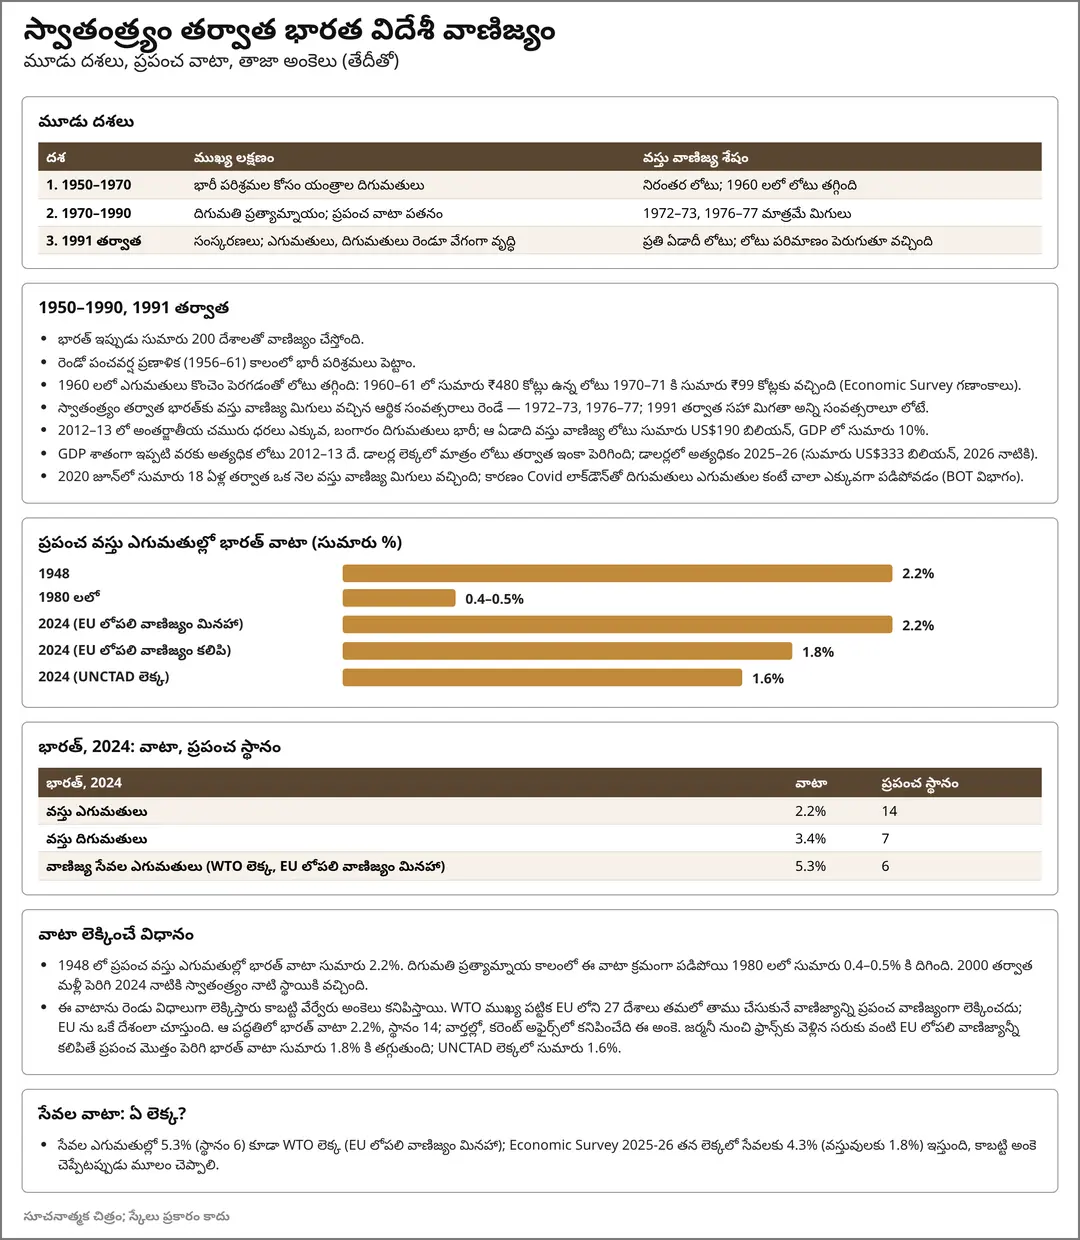 స్వాతంత్ర్యం తర్వాత భారత విదేశీ వాణిజ్యం
మూడు దశలు, ప్రపంచ వాటా, తాజా అంకెలు (తేదీతో)
మూడు దశలు
దశ ముఖ్య లక్షణం వస్తు వాణిజ్య శేషం
1. 1950–1970 భారీ పరిశ్రమల కోసం యంత్రాల దిగుమతులు నిరంతర లోటు; 1960 లలో లోటు తగ్గింది
2. 1970–1990 దిగుమతి ప్రత్యామ్నాయం; ప్రపంచ వాటా పతనం 1972–73, 1976–77 మాత్రమే మిగులు
3. 1991 తర్వాత సంస్కరణలు; ఎగుమతులు, దిగుమతులు రెండూ వేగంగా వృద్ధి ప్రతి ఏడాదీ లోటు; లోటు పరిమాణం పెరుగుతూ వచ్చింది
1950–1990, 1991 తర్వాత
• భారత్ ఇప్పుడు సుమారు 200 దేశాలతో వాణిజ్యం చేస్తోంది.
• రెండో పంచవర్ష ప్రణాళిక (1956–61) కాలంలో భారీ పరిశ్రమలు పెట్టాం.
• 1960 లలో ఎగుమతులు కొంచెం పెరగడంతో లోటు తగ్గింది: 1960–61 లో సుమారు ₹480 కోట్లు ఉన్న లోటు 1970–71 కి సుమారు ₹99 కోట్లకు వచ్చింది (Economic Survey గణాంకాలు).
• స్వాతంత్ర్యం తర్వాత భారత్‌కు వస్తు వాణిజ్య మిగులు వచ్చిన ఆర్థిక సంవత్సరాలు రెండే — 1972–73, 1976–77; 1991 తర్వాత సహా మిగతా అన్ని సంవత్సరాలూ లోటే.
• 2012–13 లో అంతర్జాతీయ చమురు ధరలు ఎక్కువ, బంగారం దిగుమతులు భారీ; ఆ ఏడాది వస్తు వాణిజ్య లోటు సుమారు US$190 బిలియన్, GDP లో సుమారు 10%.
• GDP శాతంగా ఇప్పటి వరకు అత్యధిక లోటు 2012–13 దే. డాలర్ల లెక్కలో మాత్రం లోటు తర్వాత ఇంకా పెరిగింది; డాలర్లలో అత్యధికం 2025–26 (సుమారు US$333 బిలియన్, 2026 నాటికి).
• 2020 జూన్‌లో సుమారు 18 ఏళ్ల తర్వాత ఒక నెల వస్తు వాణిజ్య మిగులు వచ్చింది; కారణం Covid లాక్‌డౌన్‌తో దిగుమతులు ఎగుమతుల కంటే చాలా ఎక్కువగా పడిపోవడం (BOT విభాగం).
ప్రపంచ వస్తు ఎగుమతుల్లో భారత్ వాటా (సుమారు %)
1948 2.2%
1980 లలో 0.4–0.5%
2024 (EU లోపలి వాణిజ్యం మినహా) 2.2%
2024 (EU లోపలి వాణిజ్యం కలిపి) 1.8%
2024 (UNCTAD లెక్క) 1.6%
భారత్, 2024: వాటా, ప్రపంచ స్థానం
భారత్, 2024 వాటా ప్రపంచ స్థానం
వస్తు ఎగుమతులు 2.2% 14
వస్తు దిగుమతులు 3.4% 7
వాణిజ్య సేవల ఎగుమతులు (WTO లెక్క, EU లోపలి వాణిజ్యం మినహా) 5.3% 6
వాటా లెక్కించే విధానం
• 1948 లో ప్రపంచ వస్తు ఎగుమతుల్లో భారత్ వాటా సుమారు 2.2%. దిగుమతి ప్రత్యామ్నాయ కాలంలో ఈ వాటా క్రమంగా పడిపోయి 1980 లలో సుమారు 0.4–0.5% కి దిగింది. 2000 తర్వాత
మళ్లీ పెరిగి 2024 నాటికి స్వాతంత్ర్యం నాటి స్థాయికి వచ్చింది.
• ఈ వాటాను రెండు విధాలుగా లెక్కిస్తారు కాబట్టి వేర్వేరు అంకెలు కనిపిస్తాయి. WTO ముఖ్య పట్టిక EU లోని 27 దేశాలు తమలో తాము చేసుకునే వాణిజ్యాన్ని ప్రపంచ వాణిజ్యంగా లెక్కించదు;
EU ను ఒకే దేశంలా చూస్తుంది. ఆ పద్ధతిలో భారత్ వాటా 2.2%, స్థానం 14; వార్తల్లో, కరెంట్ అఫైర్స్‌లో కనిపించేది ఈ అంకె. జర్మనీ నుంచి ఫ్రాన్స్‌కు వెళ్లిన సరుకు వంటి EU లోపలి వాణిజ్యాన్నీ
కలిపితే ప్రపంచ మొత్తం పెరిగి భారత్ వాటా సుమారు 1.8% కి తగ్గుతుంది; UNCTAD లెక్కలో సుమారు 1.6%.
సేవల వాటా: ఏ లెక్క?
• సేవల ఎగుమతుల్లో 5.3% (స్థానం 6) కూడా WTO లెక్క (EU లోపలి వాణిజ్యం మినహా); Economic Survey 2025-26 తన లెక్కలో సేవలకు 4.3% (వస్తువులకు 1.8%) ఇస్తుంది, కాబట్టి అంకె
చెప్పేటప్పుడు మూలం చెప్పాలి.
సూచనాత్మక చిత్రం; స్కేలు ప్రకారం కాదు